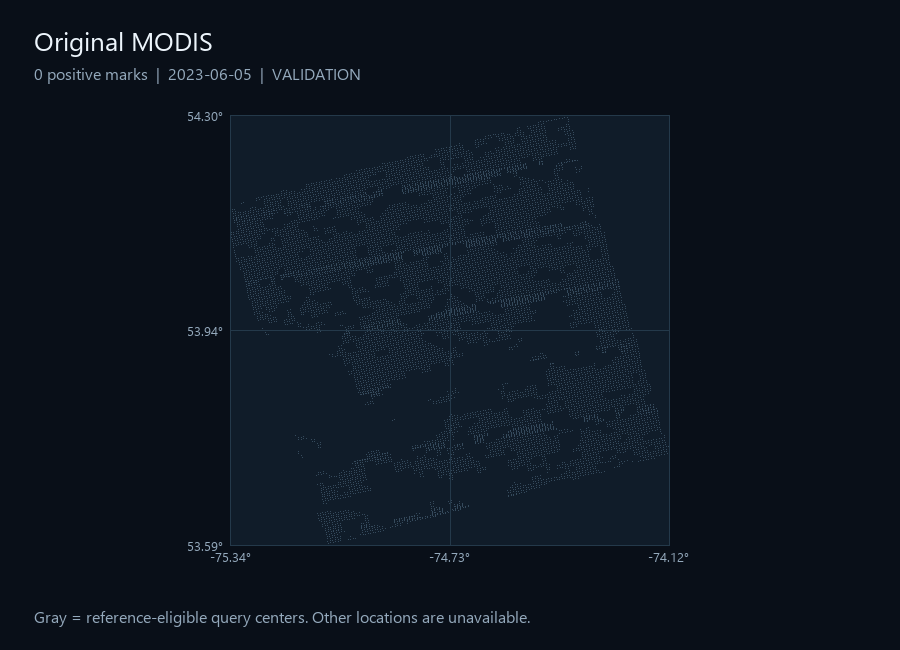 Original MODIS
0 positive marks | 2023-06-05 | VALIDATION
54.30°
53.94°
53.59°
-75.34°
-74.73°
-74.12°
Gray = reference-eligible query centers. Other locations are unavailable.